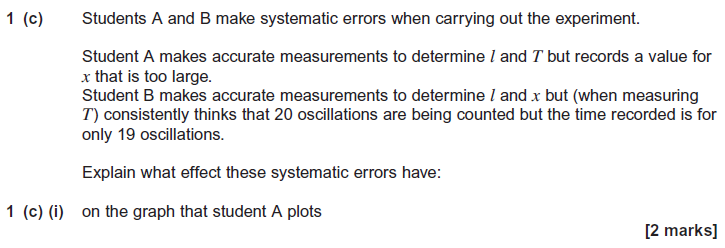 1 (c) Students A and B make systematic errors when carrying out the experiment.
Student A makes accurate measurements to determine l and T but records a value for
x that is too large.
Student B makes accurate measurements to determine l and x but (when measuring
T) consistently thinks that 20 oscillations are being counted but the time recorded is for
only 19 oscillations.
Explain what effect these systematic errors have:
1 (c) (i) on the graph that student A plots
[2 marks]